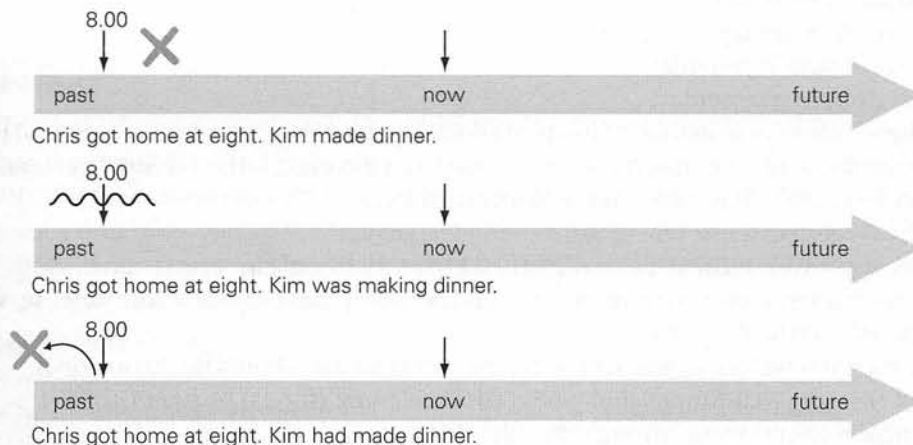 8.00
past now future
Chris got home at eight. Kim made dinner.
8.00
past now future
Chris got home at eight. Kim was making dinner.
8.00
past now future
Chris got home at eight. Kim had made dinner.